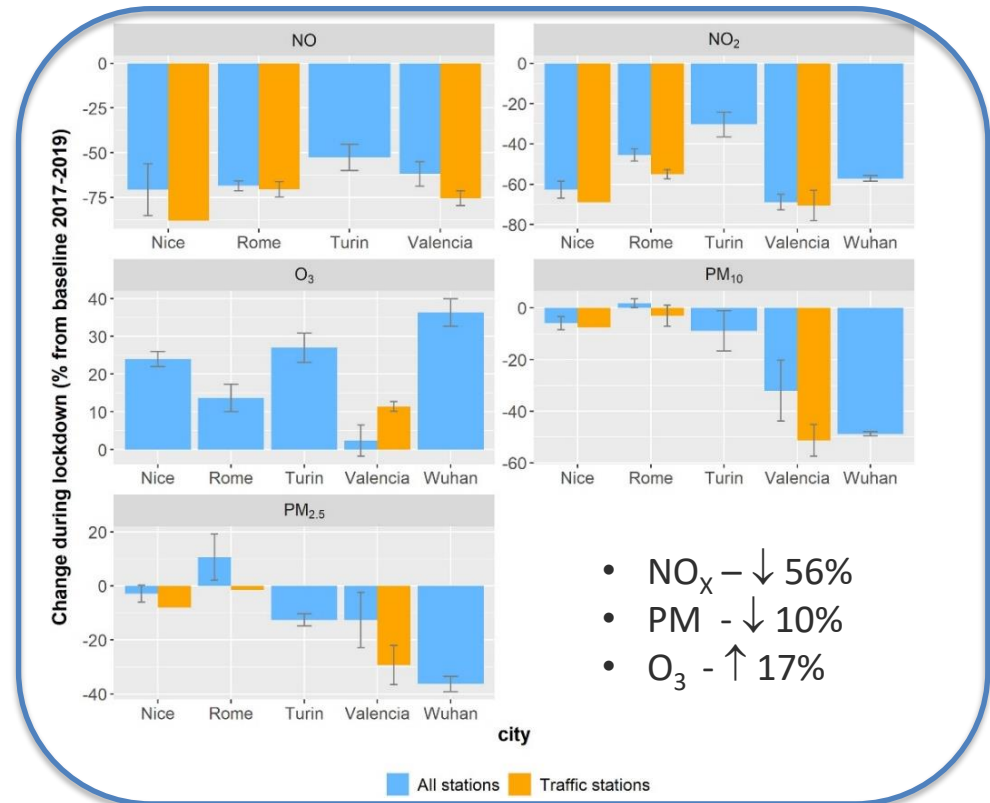 Change during lockdown (% from baseline 2017-2019)
NO
0
-25
-50
-75
Nice Rome Turin Valencia
NO₂
0
-20
-40
-60
-80
Nice Rome Turin Valencia Wuhan
O₃
40
30
20
10
0
Nice Rome Turin Valencia Wuhan
PM₁₀
0
-20
-40
-60
Nice Rome Turin Valencia Wuhan
PM₂.₅
20
0
-20
-40
Nice Rome Turin Valencia Wuhan
• NOₓ – ↓ 56%
• PM - ↓ 10%
• O₃ - ↑ 17%
city
All stations Traffic stations